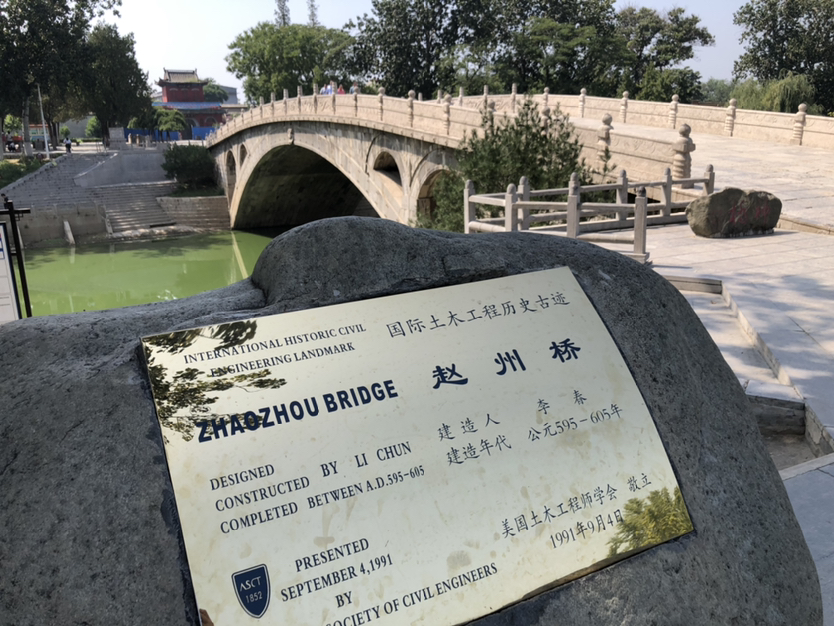 INTERNATIONAL HISTORIC CIVIL
ENGINEERING LANDMARK
国际土木工程历史古迹
ZHAOZHOU BRIDGE
赵州桥
DESIGNED
CONSTRUCTED BY LI CHUN
COMPLETED BETWEEN A.D.595-605
建造人 李春
建造年代 公元595-605年
PRESENTED
SEPTEMBER 4,1991
BY
SOCIETY OF CIVIL ENGINEERS
美国土木工程师学会 敬立
1991年9月4日
ASCT
1852